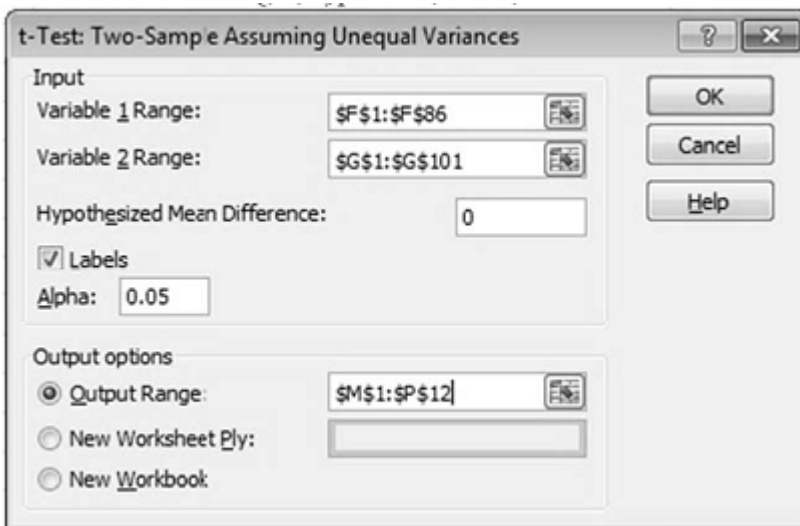 t-Test: Two-Sample Assuming Unequal Variances
Input
Variable 1 Range:
$F$1:$F$86
Variable 2 Range:
$G$1:$G$101
Hypothesized Mean Difference:
0
Labels
Alpha: 0.05
OK
Cancel
Help
Output options
Output Range:
$M$1:$P$12
New Worksheet Ply:
New Workbook